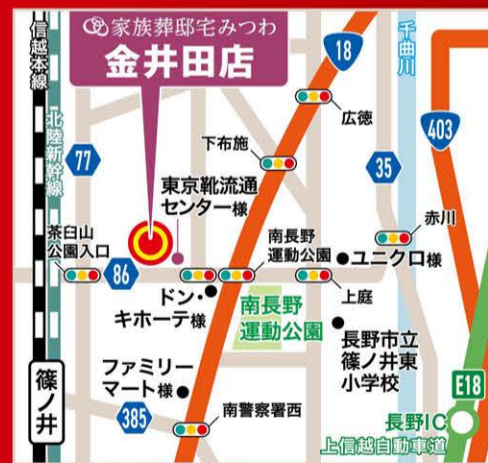 家族葬邸宅みつわ
金井田店
信越本線
北陸新幹線
千曲川
18
広徳
403
下布施
77
35
東京靴流通
センター様
赤川
茶臼山
公園入口
南長野
運動公園
ユニクロ様
86
ドン・
キホーテ様
上庭
南長野
運動公園
長野市立
篠ノ井東
小学校
ファミリー
マート様
篠ノ井
385
南警察署西
E18
長野IC
上信越自動車道